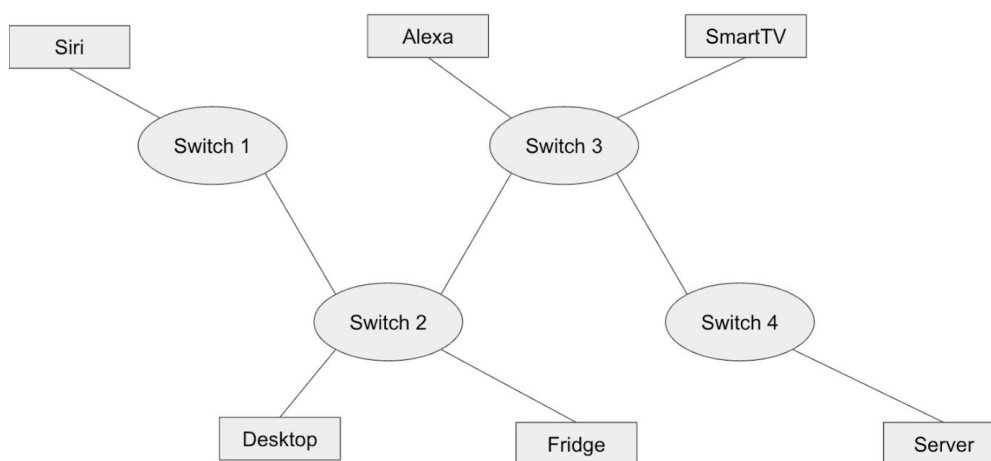 Siri
Alexa
SmartTV
Switch 1
Switch 3
Switch 2
Switch 4
Desktop
Fridge
Server